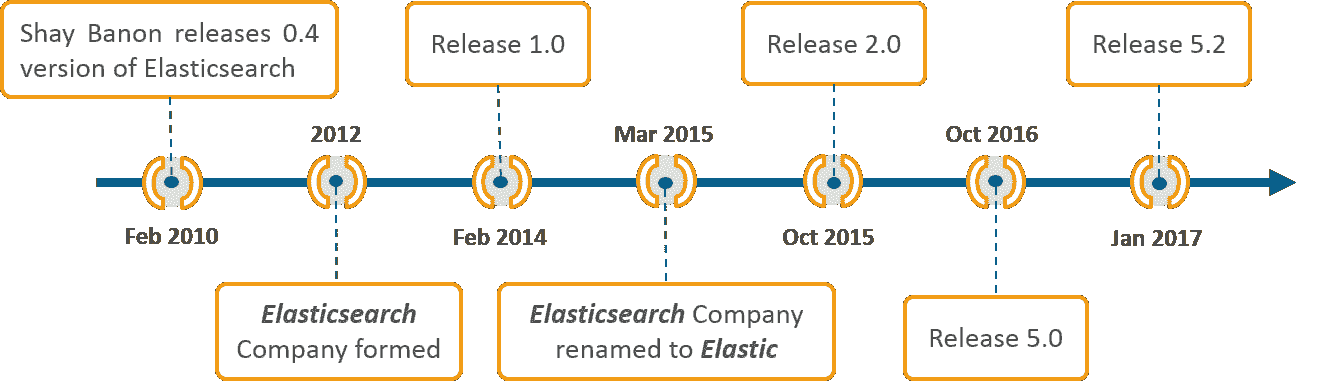 Shay Banon releases 0.4
version of Elasticsearch
Release 1.0
Release 2.0
Release 5.2
2012
Mar 2015
Oct 2016
Feb 2010
Feb 2014
Oct 2015
Jan 2017
Elasticsearch
Company formed
Elasticsearch Company
renamed to Elastic
Release 5.0